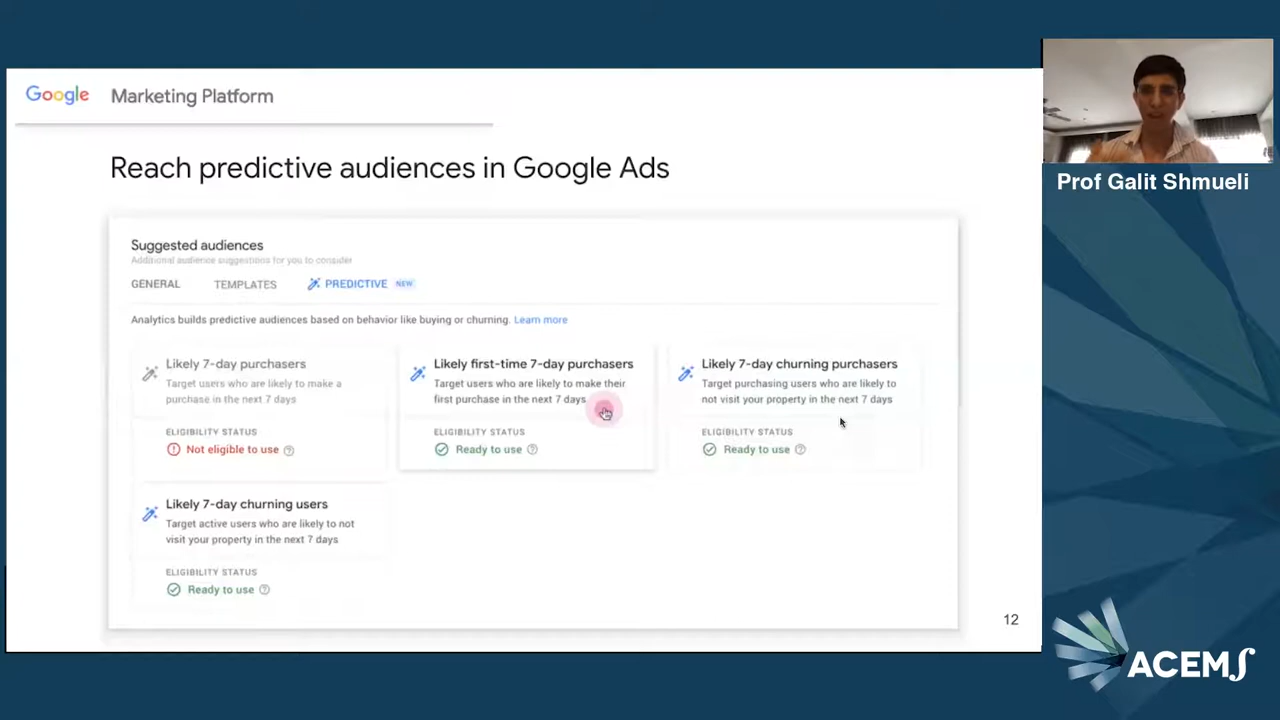 Google Marketing Platform
Reach predictive audiences in Google Ads
Suggested audiences
Additional audience suggestions for you to consider
GENERAL TEMPLATES PREDICTIVE NEW
Analytics builds predictive audiences based on behavior like buying or churning. Learn more
Likely 7-day purchasers
Target users who are likely to make a
purchase in the next 7 days
ELIGIBILITY STATUS
Not eligible to use
Likely first-time 7-day purchasers
Target users who are likely to make their
first purchase in the next 7 days
ELIGIBILITY STATUS
Ready to use
Likely 7-day churning purchasers
Target purchasing users who are likely to
not visit your property in the next 7 days
ELIGIBILITY STATUS
Ready to use
Likely 7-day churning users
Target active users who are likely to not
visit your property in the next 7 days
ELIGIBILITY STATUS
Ready to use
12
Prof Galit Shmueli
ACEMS